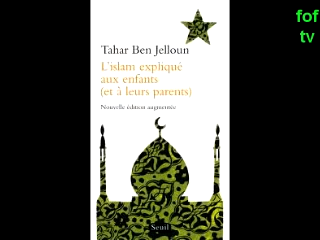 fof
tv
Tahar Ben Jelloun
L'islam expliqué
aux enfants
(et à leurs parents)
Nouvelle édition augmentée
Seuil